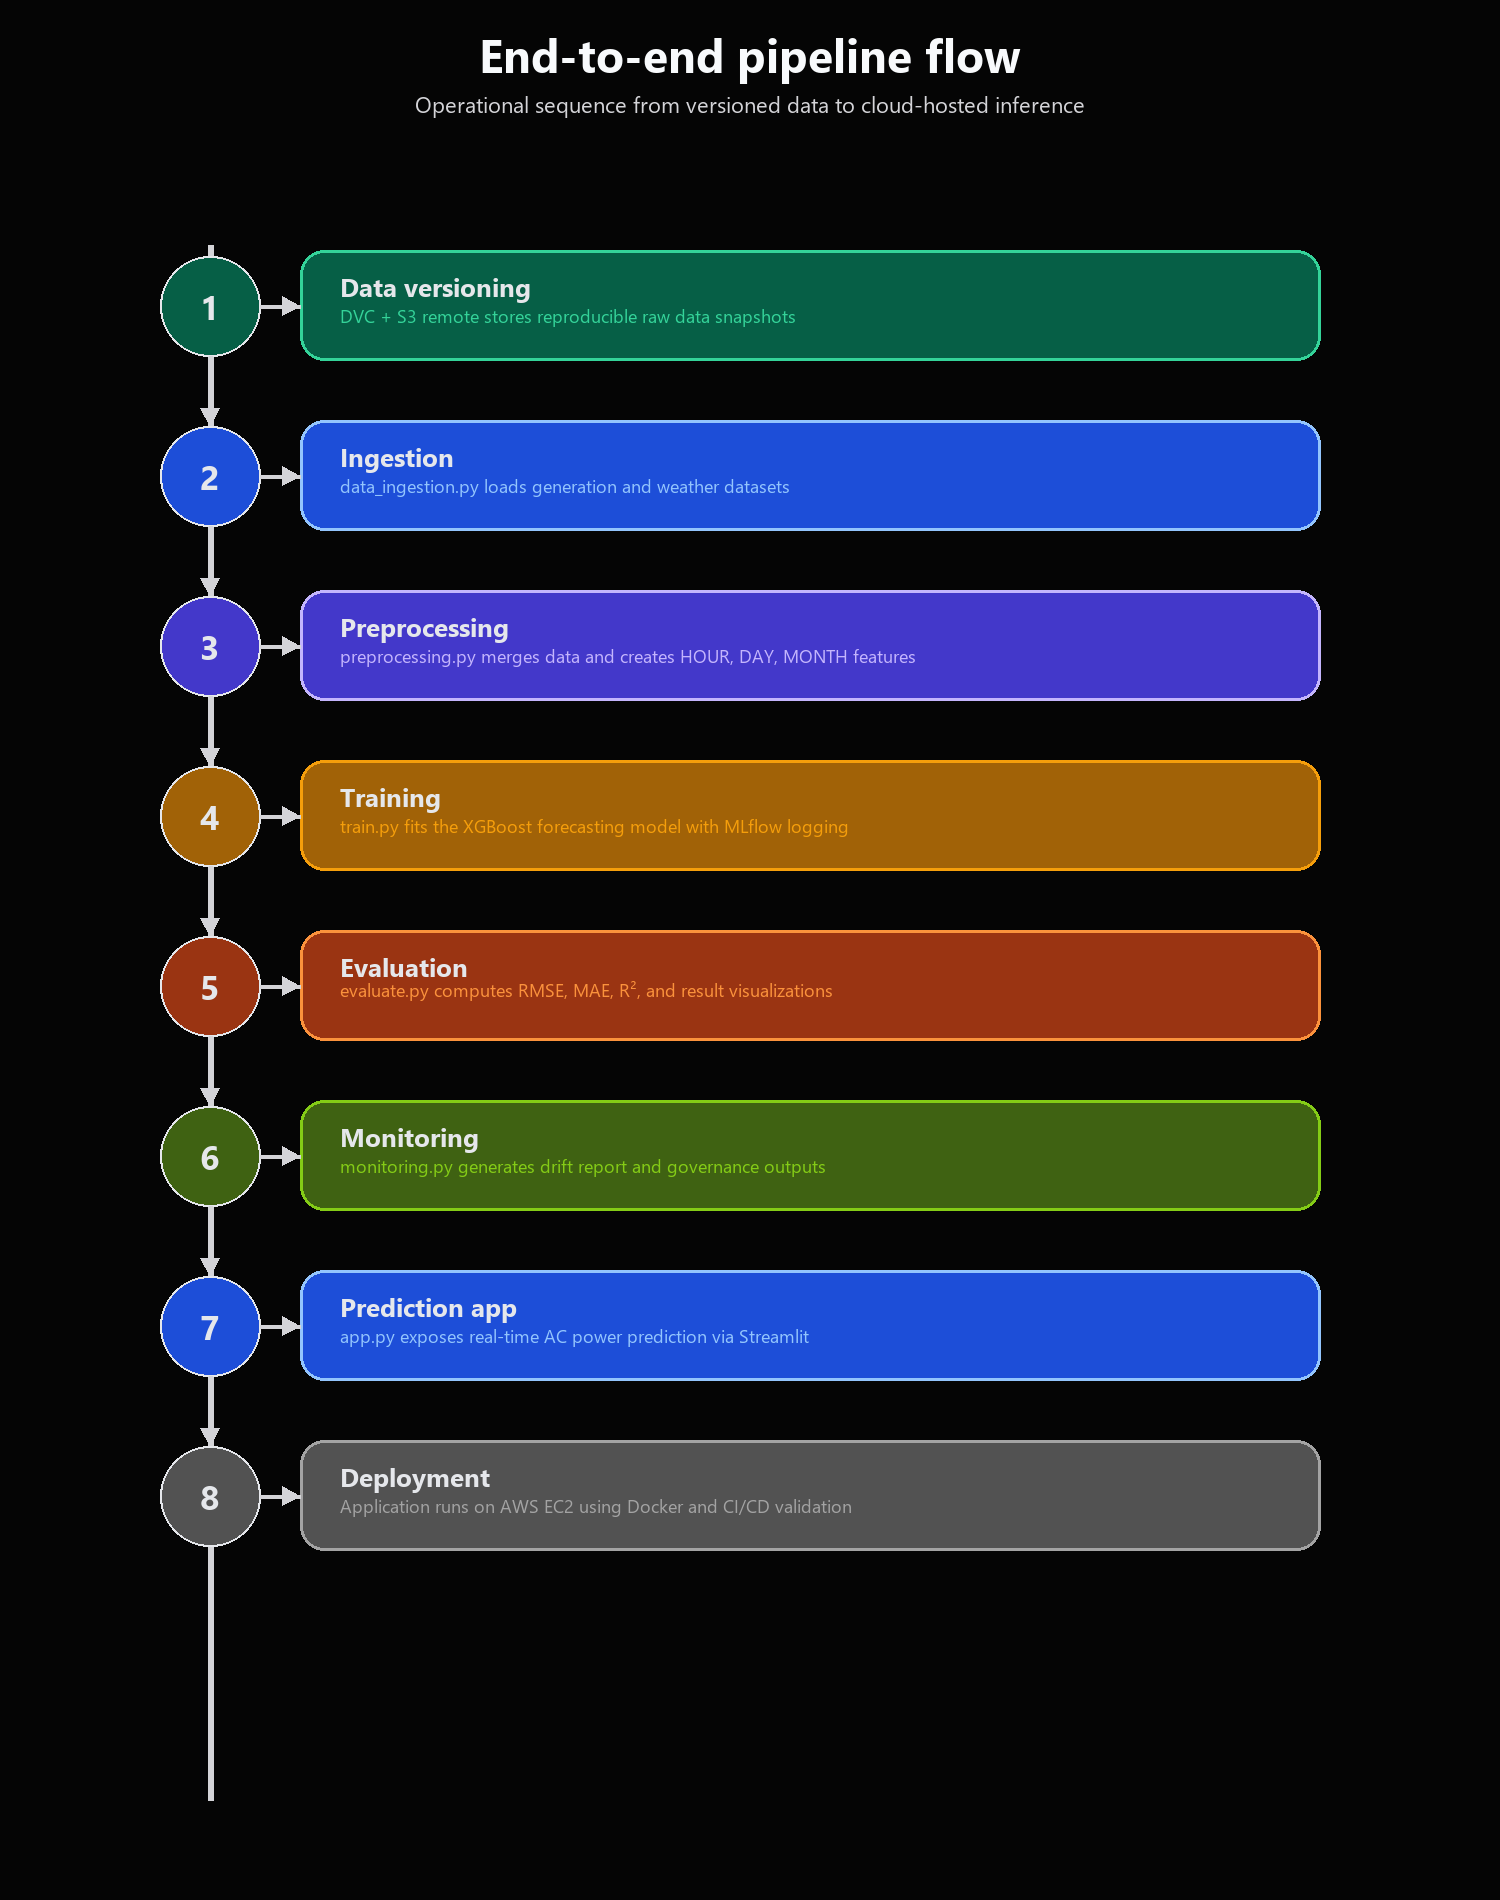 End-to-end pipeline flow
Operational sequence from versioned data to cloud-hosted inference
1
Data versioning
DVC + S3 remote stores reproducible raw data snapshots
2
Ingestion
data_ingestion.py loads generation and weather datasets
3
Preprocessing
preprocessing.py merges data and creates HOUR, DAY, MONTH features
4
Training
train.py fits the XGBoost forecasting model with MLflow logging
5
Evaluation
evaluate.py computes RMSE, MAE, R², and result visualizations
6
Monitoring
monitoring.py generates drift report and governance outputs
7
Prediction app
app.py exposes real-time AC power prediction via Streamlit
8
Deployment
Application runs on AWS EC2 using Docker and CI/CD validation